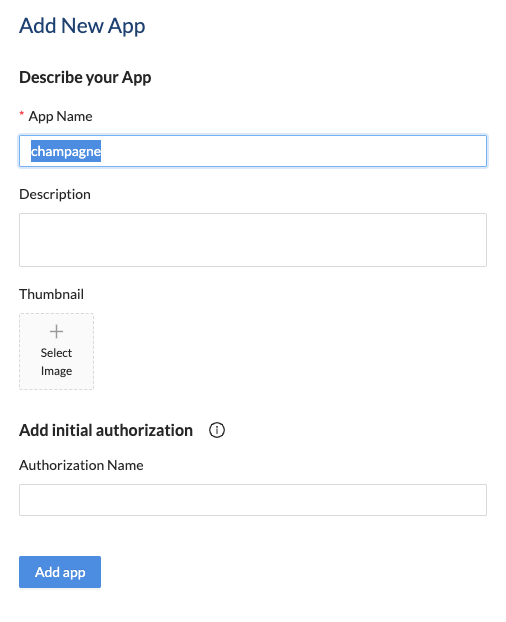 Add New App
Describe your App
* App Name
champagne
Description
Thumbnail
Select
Image
Add initial authorization
Authorization Name
Add app